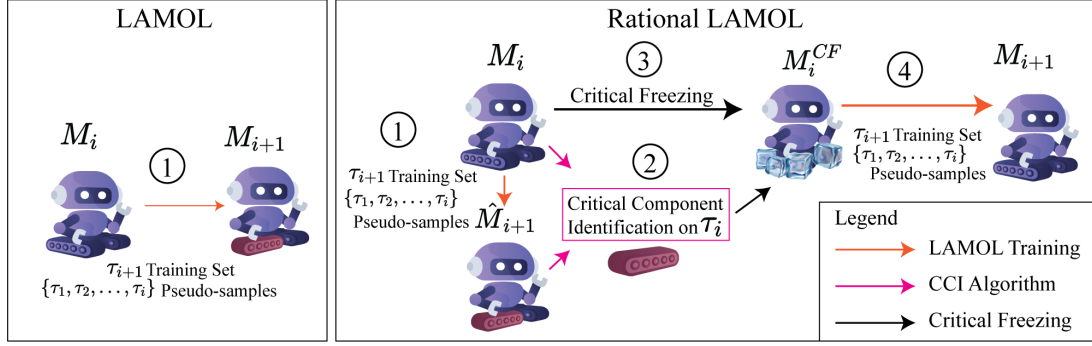 LAMOL
M_i
1
M_{i+1}
τ_{i+1} Training Set
{τ_1, τ_2, . . . , τ_i} Pseudo-samples
Rational LAMOL
M_i
1
τ_{i+1} Training Set
{τ_1, τ_2, . . . , τ_i}
Pseudo-samples
M̂_{i+1}
2
Critical Component
Identification on τ_i
3
Critical Freezing
M_i^{CF}
4
τ_{i+1} Training Set
{τ_1, τ_2, . . . , τ_i}
Pseudo-samples
M_{i+1}
Legend
LAMOL Training
CCI Algorithm
Critical Freezing